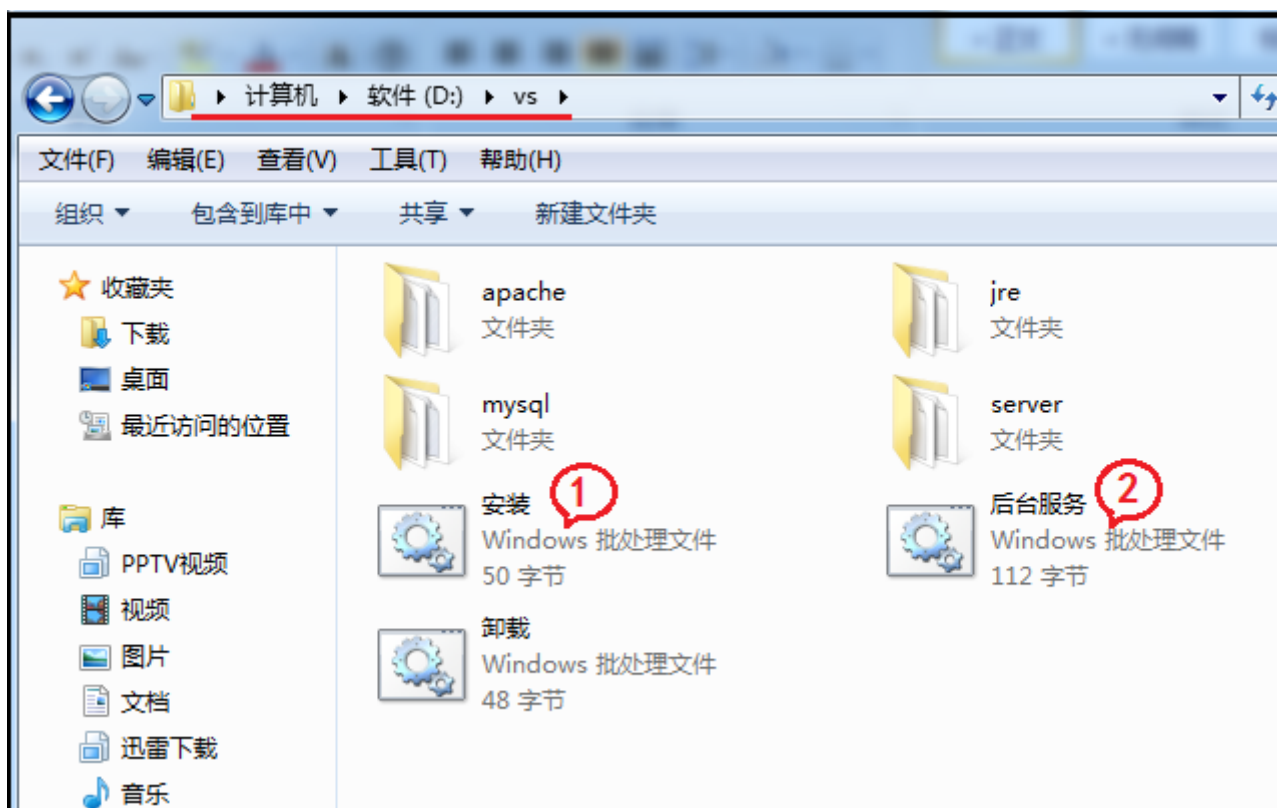 计算机 软件 (D:) vs
文件(F) 编辑(E) 查看(V) 工具(T) 帮助(H)
组织 包含到库中 共享 新建文件夹
收藏夹
下载
桌面
最近访问的位置
库
PPTV视频
视频
图片
文档
迅雷下载
音乐
apache
文件夹
jre
文件夹
mysql
文件夹
server
文件夹
安装 1
Windows 批处理文件
50 字节
后台服务 2
Windows 批处理文件
112 字节
卸载
Windows 批处理文件
48 字节